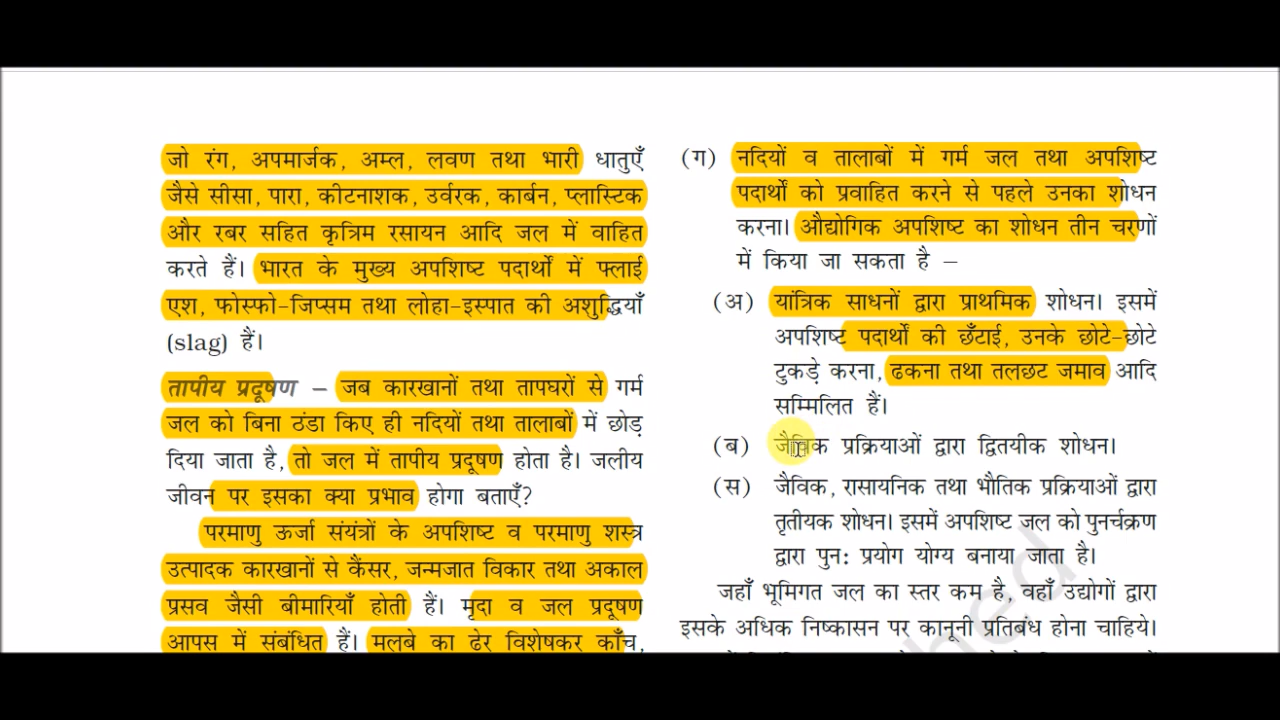 जो रंग, अपमार्जक, अम्ल, लवण तथा भारी धातुएँ
जैसे सीसा, पारा, कीटनाशक, उर्वरक, कार्बन, प्लास्टिक
और रबर सहित कृत्रिम रसायन आदि जल में वाहित
करते हैं। भारत के मुख्य अपशिष्ट पदार्थों में फ्लाई
एश, फोस्फो-जिप्सम तथा लोहा-इस्पात की अशुद्धियाँ
(slag) हैं।
तापीय प्रदूषण – जब कारखानों तथा तापघरों से गर्म
जल को बिना ठंडा किए ही नदियों तथा तालाबों में छोड़
दिया जाता है, तो जल में तापीय प्रदूषण होता है। जलीय
जीवन पर इसका क्या प्रभाव होगा बताएँ?
परमाणु ऊर्जा संयंत्रों के अपशिष्ट व परमाणु शस्त्र
उत्पादक कारखानों से कैंसर, जन्मजात विकार तथा अकाल
प्रसव जैसी बीमारियाँ होती हैं। मृदा व जल प्रदूषण
आपस में संबंधित हैं। मलबे का ढेर विशेषकर काँच,
(ग) नदियों व तालाबों में गर्म जल तथा अपशिष्ट
पदार्थों को प्रवाहित करने से पहले उनका शोधन
करना। औद्योगिक अपशिष्ट का शोधन तीन चरणों
में किया जा सकता है –
(अ) यांत्रिक साधनों द्वारा प्राथमिक शोधन। इसमें
अपशिष्ट पदार्थों की छँटाई, उनके छोटे-छोटे
टुकड़े करना, ढकना तथा तलछट जमाव आदि
सम्मिलित हैं।
(ब) जैविक प्रक्रियाओं द्वारा द्वितयीक शोधन।
(स) जैविक, रासायनिक तथा भौतिक प्रक्रियाओं द्वारा
तृतीयक शोधन। इसमें अपशिष्ट जल को पुनर्चक्रण
द्वारा पुन: प्रयोग योग्य बनाया जाता है।
जहाँ भूमिगत जल का स्तर कम है, वहाँ उद्योगों द्वारा
इसके अधिक निष्कासन पर कानूनी प्रतिबंध होना चाहिये।